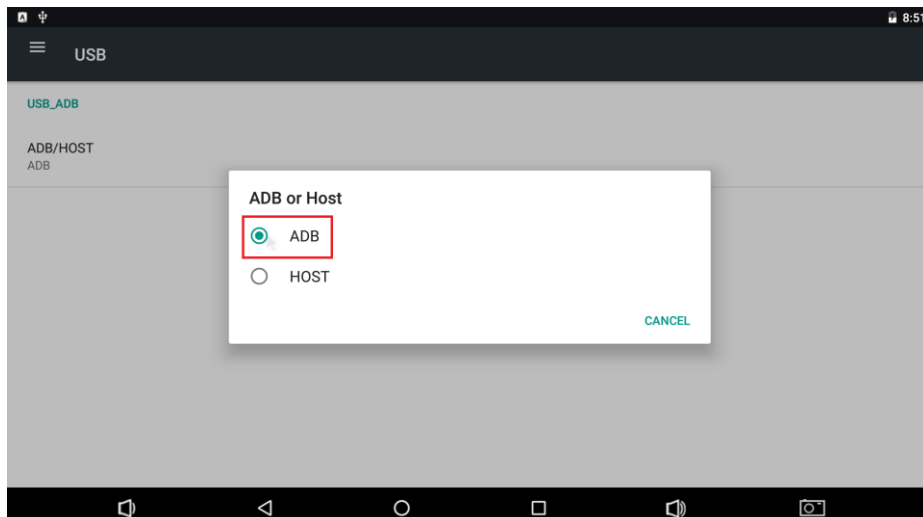 8:51
USB
USB_ADB
ADB/HOST
ADB
ADB or Host
ADB
HOST
CANCEL